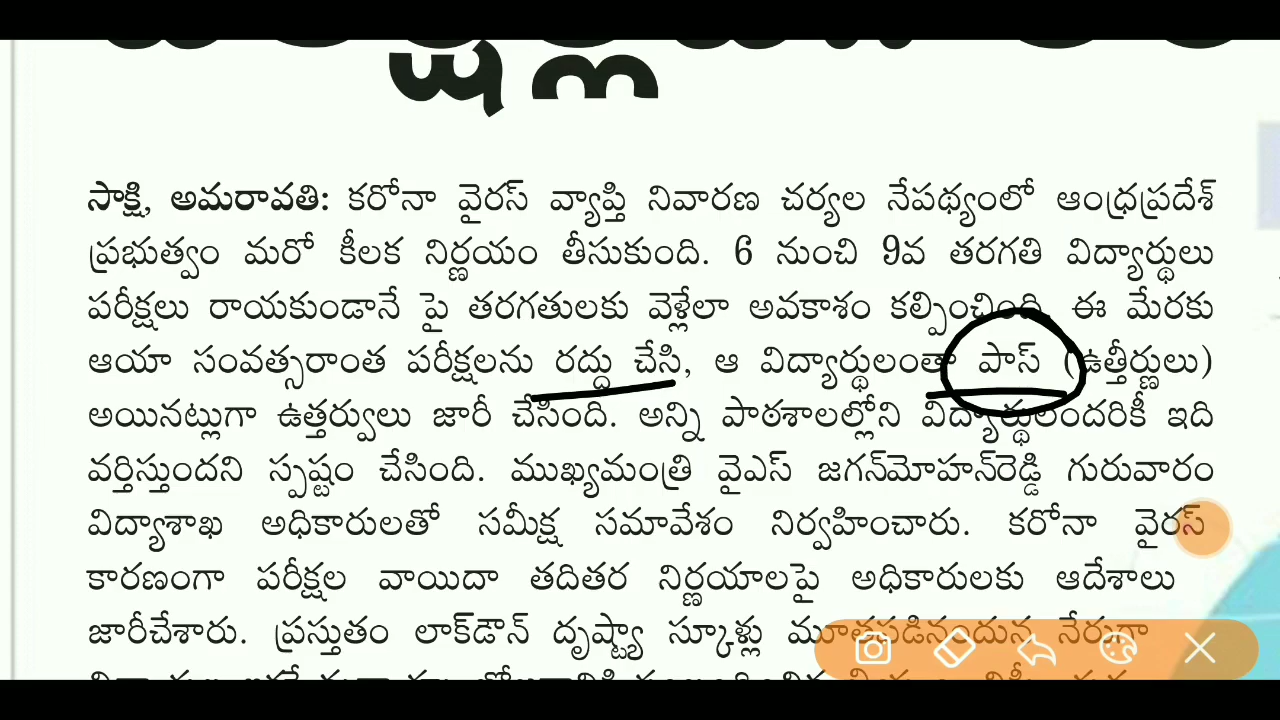 సాక్షి, అమరావతి: కరోనా వైరస్ వ్యాప్తి నివారణ చర్యల నేపథ్యంలో ఆంధ్రప్రదేశ్
ప్రభుత్వం మరో కీలక నిర్ణయం తీసుకుంది. 6 నుంచి 9వ తరగతి విద్యార్థులు
పరీక్షలు రాయకుండానే పై తరగతులకు వెళ్లేలా అవకాశం కల్పించింది. ఈ మేరకు
ఆయా సంవత్సరాంత పరీక్షలను రద్దు చేసి, ఆ విద్యార్థులంతా పాస్ (ఉత్తీర్ణులు)
అయినట్లుగా ఉత్తర్వులు జారీ చేసింది. అన్ని పాఠశాలల్లోని విద్యార్థులందరికీ ఇది
వర్తిస్తుందని స్పష్టం చేసింది. ముఖ్యమంత్రి వైఎస్ జగన్‌మోహన్‌రెడ్డి గురువారం
విద్యాశాఖ అధికారులతో సమీక్ష సమావేశం నిర్వహించారు. కరోనా వైరస్
కారణంగా పరీక్షల వాయిదా తదితర నిర్ణయాలపై అధికారులకు ఆదేశాలు
జారీచేశారు. ప్రస్తుతం లాక్‌డౌన్ దృష్ట్యా స్కూళ్లు మూతపడినందున నేరుగా